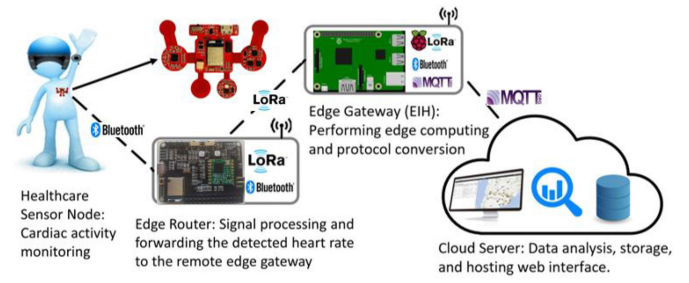 LoRa
Bluetooth
MQTT
Edge Gateway (EIH):
Performing edge computing
and protocol conversion
LoRa
MQTT
Bluetooth
LoRa
Bluetooth
Healthcare
Sensor Node:
Cardiac activity
monitoring
Edge Router: Signal processing and
forwarding the detected heart rate
to the remote edge gateway
Cloud Server: Data analysis, storage,
and hosting web interface.